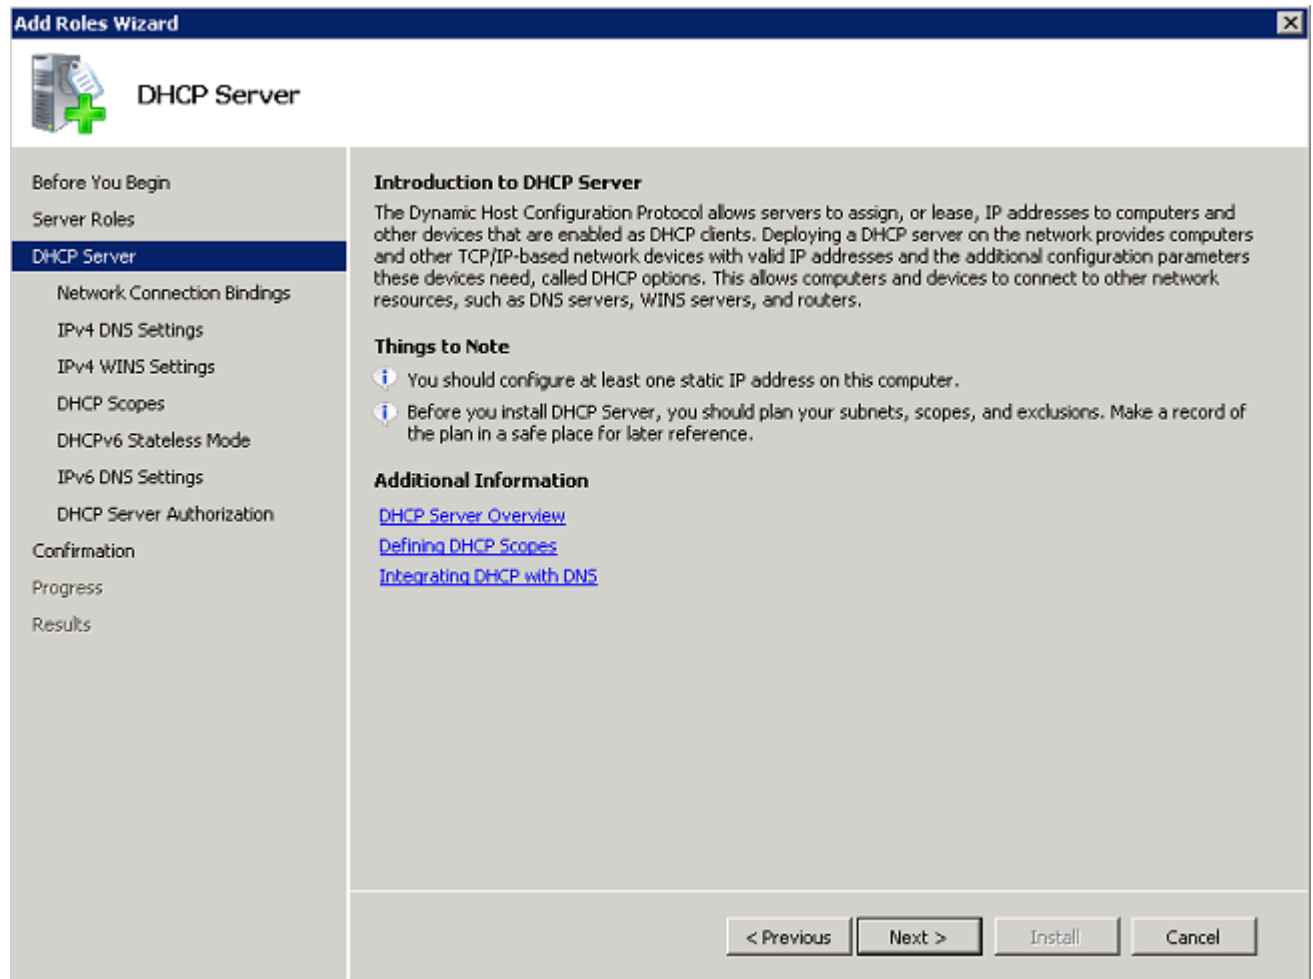 Add Roles Wizard
DHCP Server
Before You Begin
Server Roles
DHCP Server
Network Connection Bindings
IPv4 DNS Settings
IPv4 WINS Settings
DHCP Scopes
DHCPv6 Stateless Mode
IPv6 DNS Settings
DHCP Server Authorization
Confirmation
Progress
Results
Introduction to DHCP Server
The Dynamic Host Configuration Protocol allows servers to assign, or lease, IP addresses to computers and
other devices that are enabled as DHCP clients. Deploying a DHCP server on the network provides computers
and other TCP/IP-based network devices with valid IP addresses and the additional configuration parameters
these devices need, called DHCP options. This allows computers and devices to connect to other network
resources, such as DNS servers, WINS servers, and routers.
Things to Note
You should configure at least one static IP address on this computer.
Before you install DHCP Server, you should plan your subnets, scopes, and exclusions. Make a record of
the plan in a safe place for later reference.
Additional Information
DHCP Server Overview
Defining DHCP Scopes
Integrating DHCP with DNS
< Previous
Next >
Install
Cancel